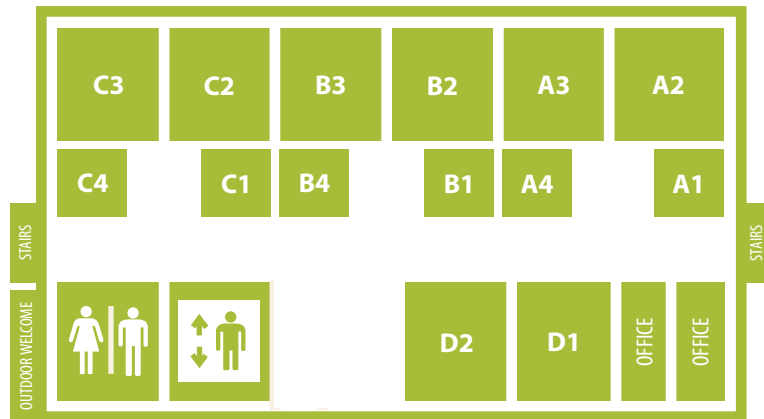 C3
C2
B3
B2
A3
A2
C4
C1
B4
B1
A4
A1
STAIRS
STAIRS
OUTDOOR WELCOME
D2
D1
OFFICE
OFFICE